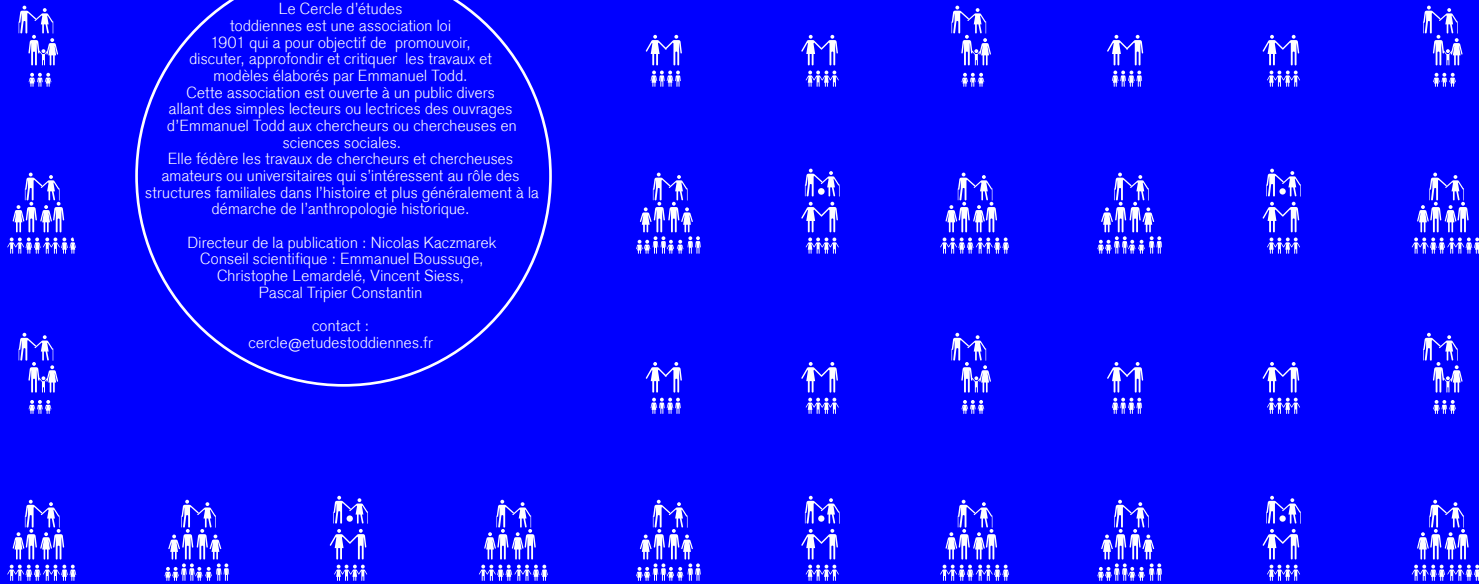 Le Cercle d'études
toddiennes est une association loi
1901 qui a pour objectif de  promouvoir,
discuter, approfondir et critiquer  les travaux et
modèles élaborés par Emmanuel Todd.
Cette association est ouverte à un public divers
allant des simples lecteurs ou lectrices des ouvrages
d'Emmanuel Todd aux chercheurs ou chercheuses en
sciences sociales.
Elle fédère les travaux de chercheurs et chercheuses
amateurs ou universitaires qui s'intéressent au rôle des
structures familiales dans l'histoire et plus généralement à la
démarche de l'anthropologie historique.
Directeur de la publication : Nicolas Kaczmarek
Conseil scientifique : Emmanuel Boussuge,
Christophe Lemardelé, Vincent Siess,
Pascal Tripier Constantin
contact :
cercle@etudestoddiennes.fr